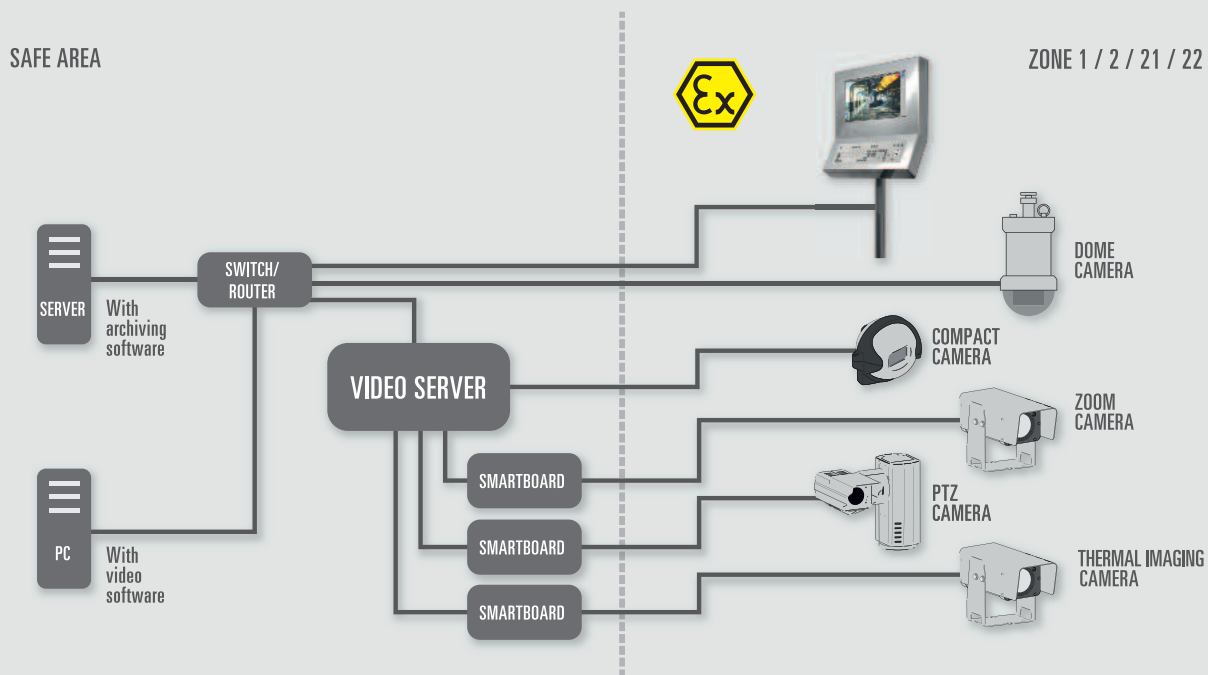 SAFE AREA
ZONE 1 / 2 / 21 / 22
Ex
SERVER
With
archiving
software
SWITCH/
ROUTER
DOME
CAMERA
COMPACT
CAMERA
VIDEO SERVER
ZOOM
CAMERA
SMARTBOARD
PTZ
CAMERA
PC
With
video
software
SMARTBOARD
THERMAL IMAGING
CAMERA
SMARTBOARD